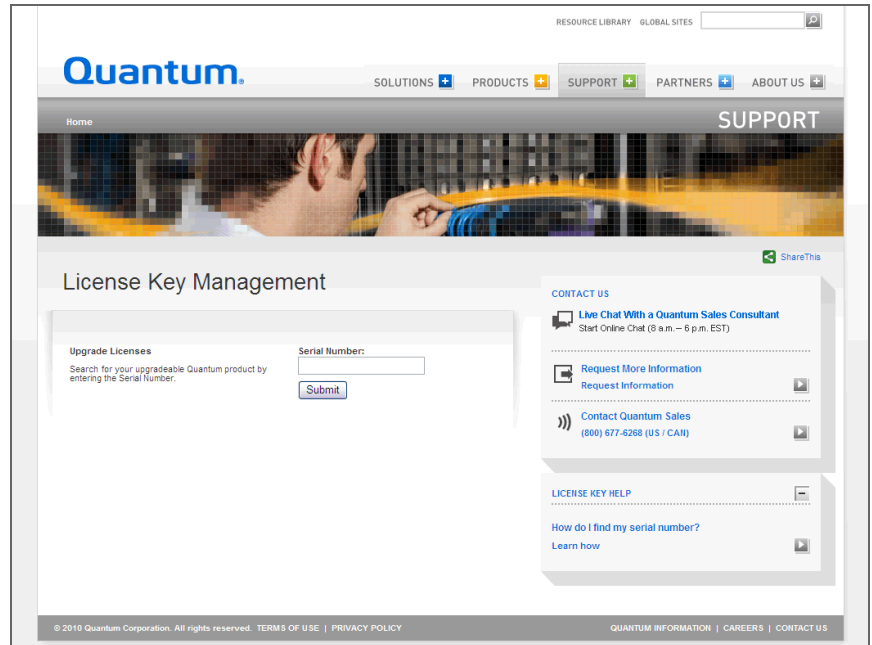 RESOURCE LIBRARY GLOBAL SITES
Quantum®
SOLUTIONS PRODUCTS SUPPORT PARTNERS ABOUT US
Home
SUPPORT
ShareThis
License Key Management
Upgrade Licenses
Search for your upgradeable Quantum product by
entering the Serial Number.
Serial Number:
Submit
CONTACT US
Live Chat With a Quantum Sales Consultant
Start Online Chat (8 a.m.– 6 p.m. EST)
Request More Information
Request Information
Contact Quantum Sales
(800) 677-6268 (US / CAN)
LICENSE KEY HELP
How do I find my serial number?
Learn how
© 2010 Quantum Corporation. All rights reserved. TERMS OF USE | PRIVACY POLICY
QUANTUM INFORMATION | CAREERS | CONTACT US